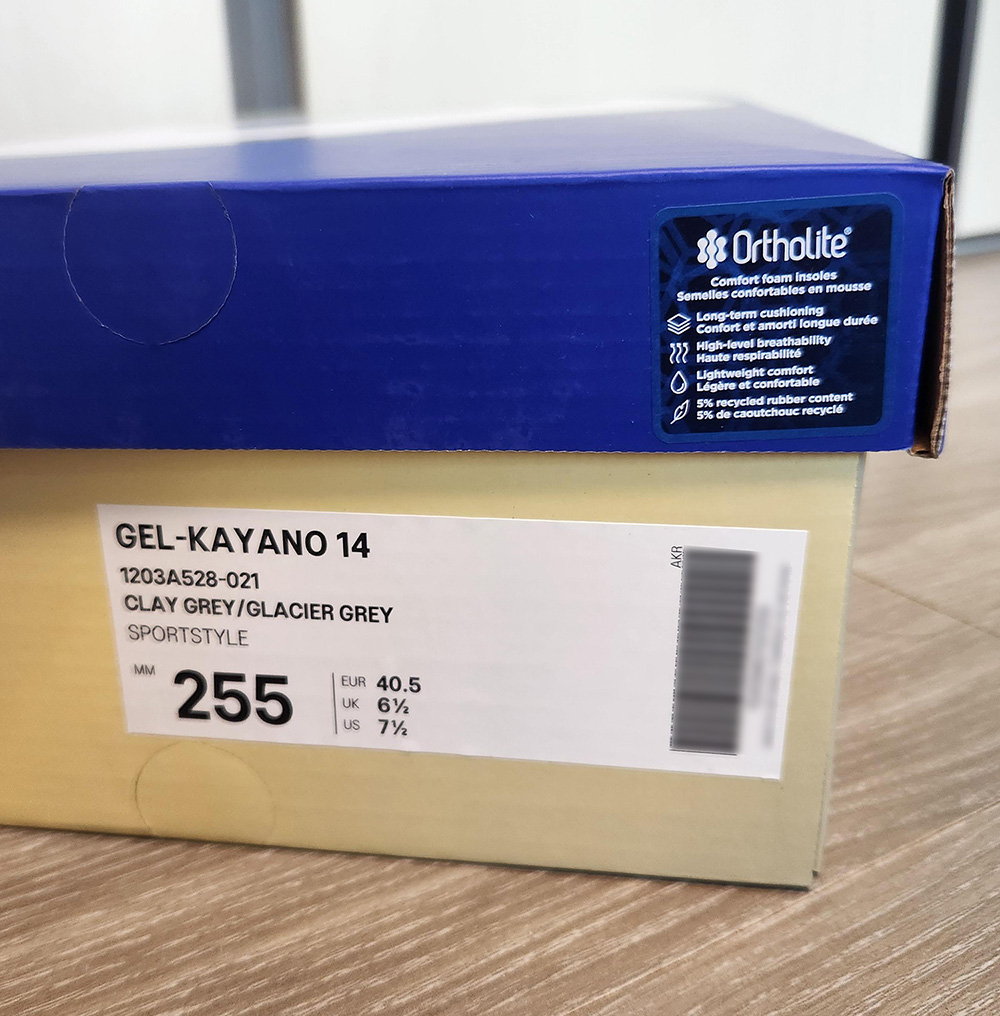 OrthoLite®
Comfort foam insoles
Semelles confortables en mousse
Long-term cushioning
Confort et amorti longue durée
High-level breathability
Haute respirabilité
Lightweight comfort
Légère et confortable
5% recycled rubber content
5% de caoutchouc recyclé
GEL-KAYANO 14
1203A528-021
CLAY GREY/GLACIER GREY
SPORTSTYLE
MM 255
EUR 40.5
UK 6½
US 7½
AKR